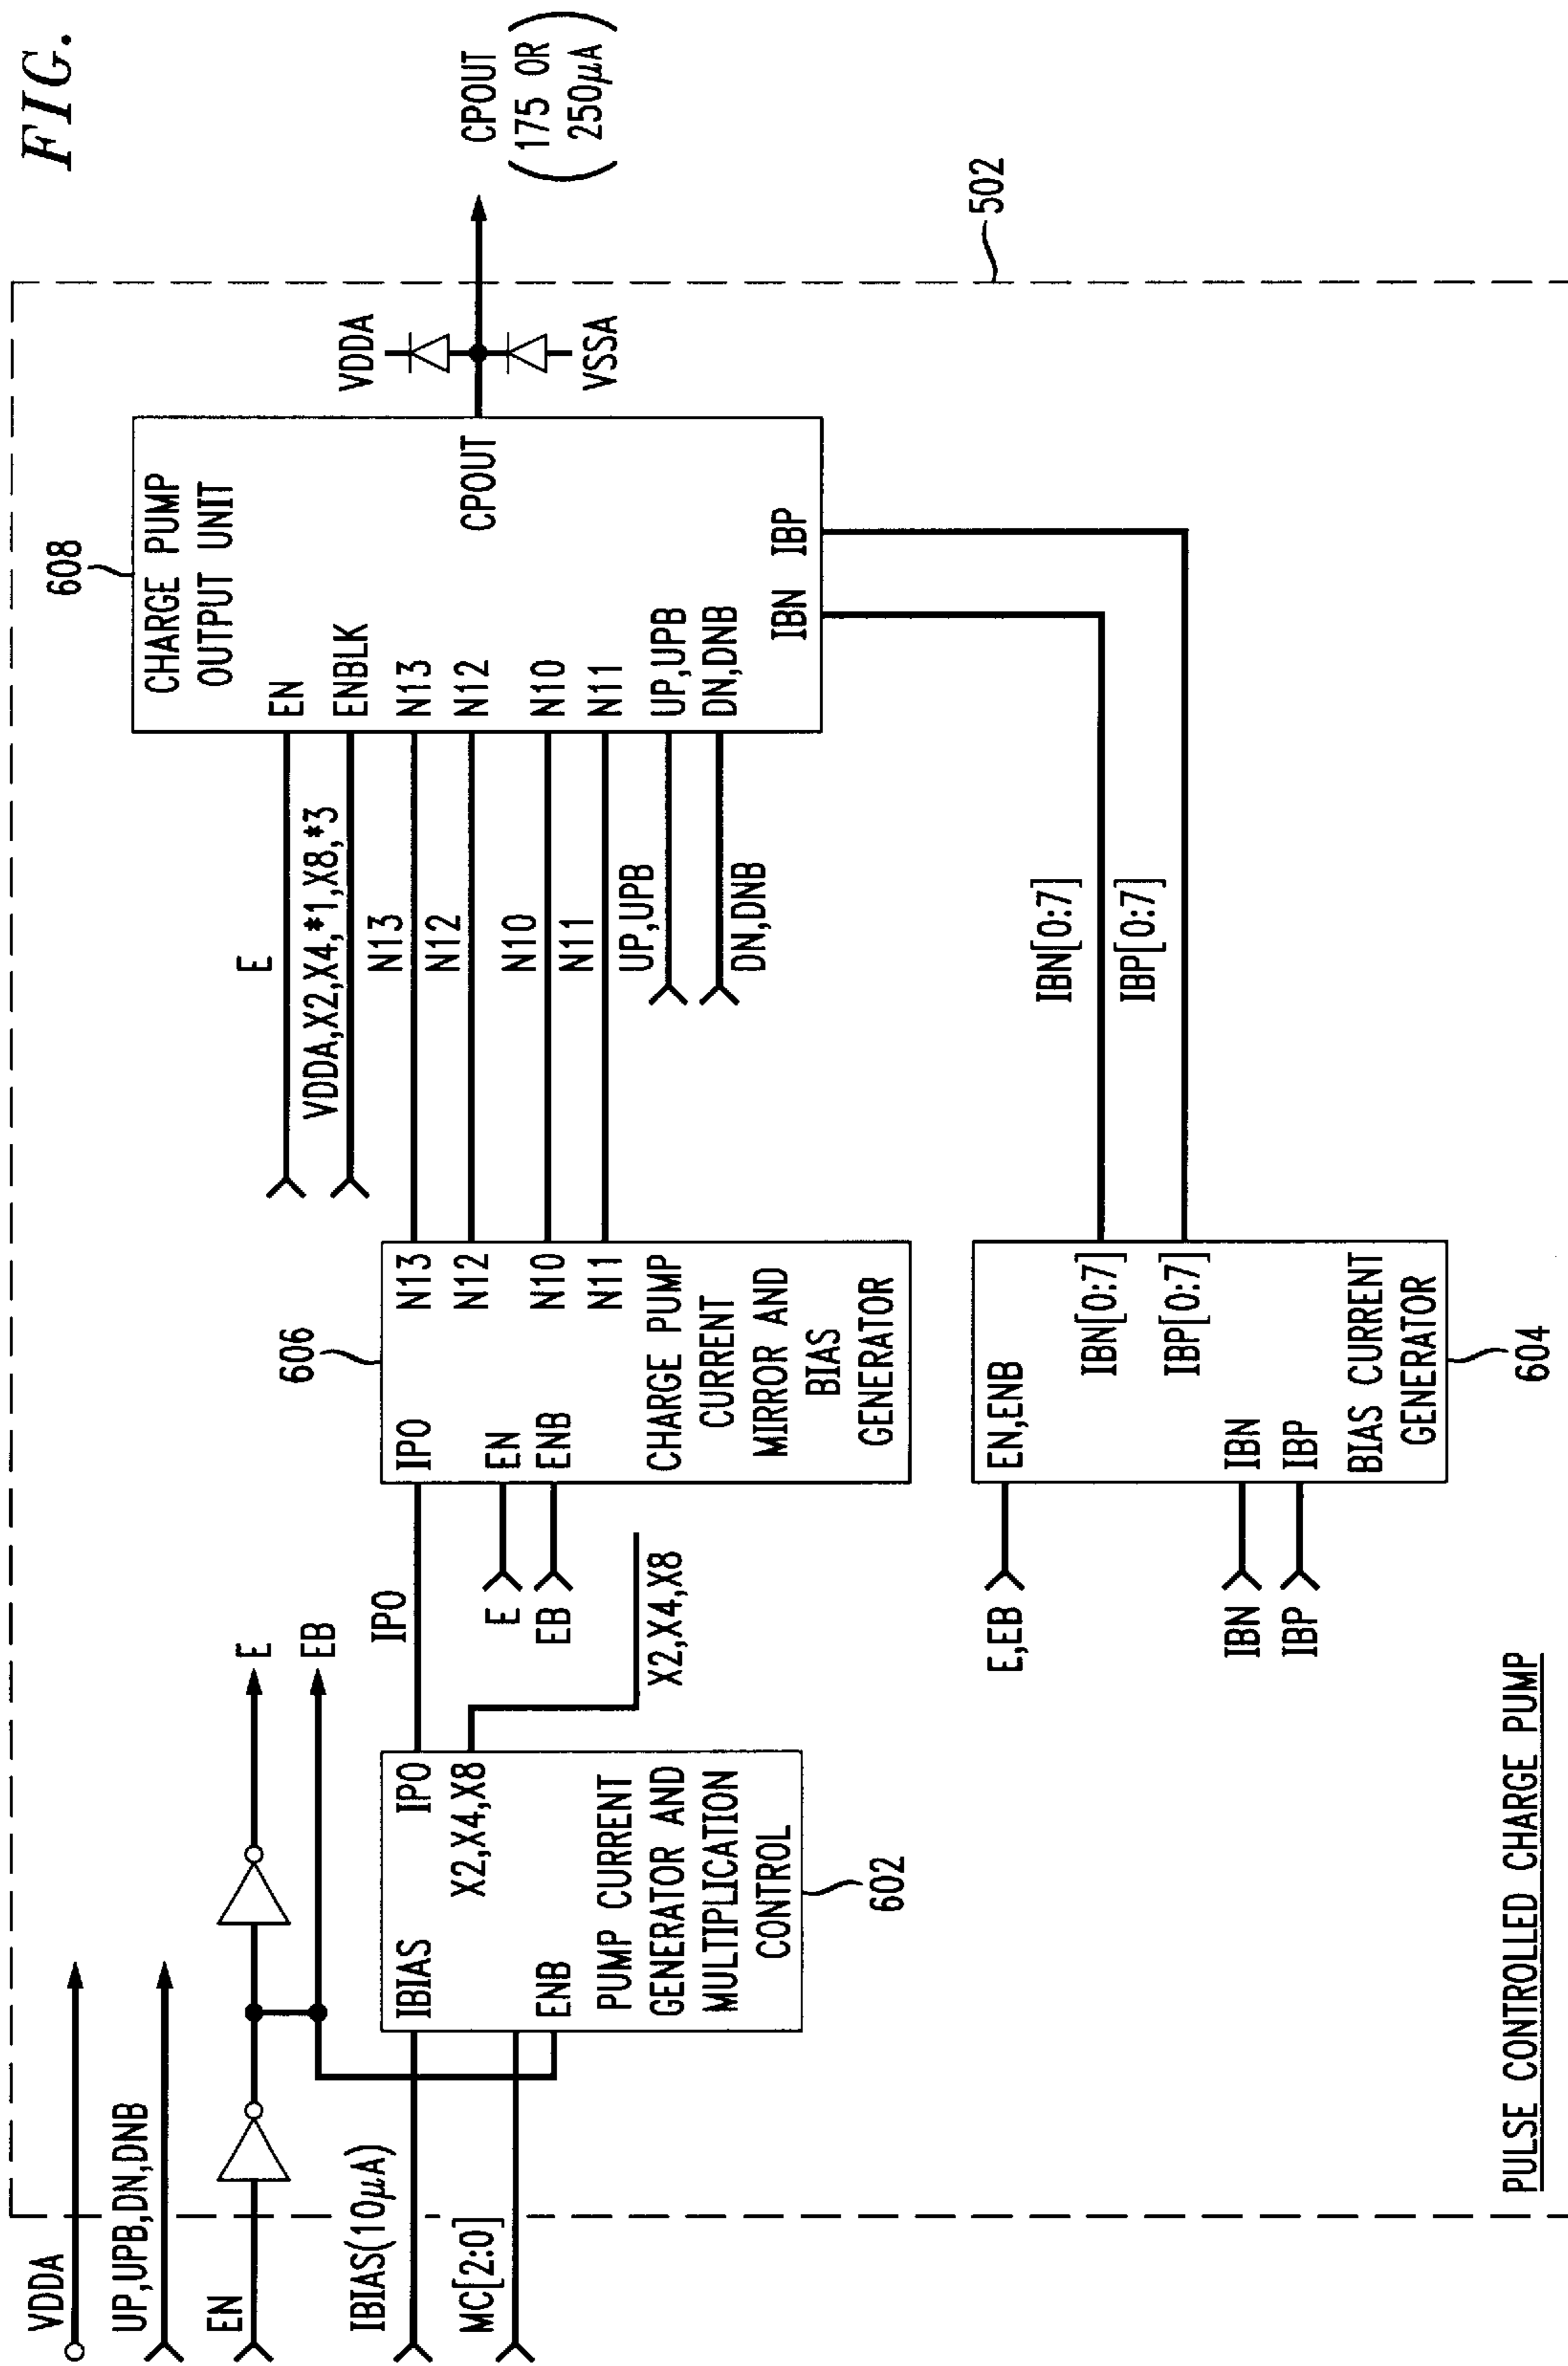 FIG.
VDDA
UP,UPB,DN,DNB
EN
E
EB
IBIAS(10μA)
MC[2:0]
IBIAS
IPO
X2,X4,X8
ENB
PUMP CURRENT
GENERATOR AND
MULTIPLICATION
CONTROL
602
IPO
X2,X4,X8
E
EB
606
IPO
EN
ENB
N13
N12
N10
N11
CHARGE PUMP
CURRENT
MIRROR AND
BIAS
GENERATOR
E
VDDA,X2,X4,*1,X8,*3
N13
N12
N10
N11
UP,UPB
DN,DNB
608
CHARGE PUMP
OUTPUT UNIT
EN
ENBLK
N13
N12
N10
N11
UP,UPB
DN,DNB
CPOUT
IBN IBP
VDDA
VSSA
CPOUT
(175 OR
250μA)
502
E,EB
IBN
IBP
EN,ENB
IBN
IBP
IBN[0:7]
IBP[0:7]
BIAS CURRENT
GENERATOR
604
IBN[0:7]
IBP[0:7]
PULSE CONTROLLED CHARGE PUMP